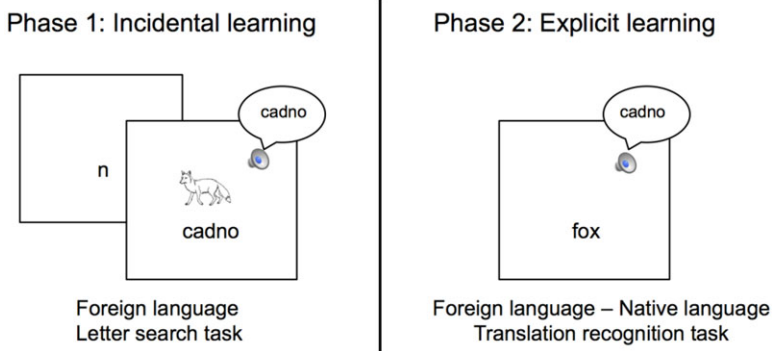 Phase 1: Incidental learning
cadno
n
cadno
Foreign language
Letter search task
Phase 2: Explicit learning
cadno
fox
Foreign language – Native language
Translation recognition task